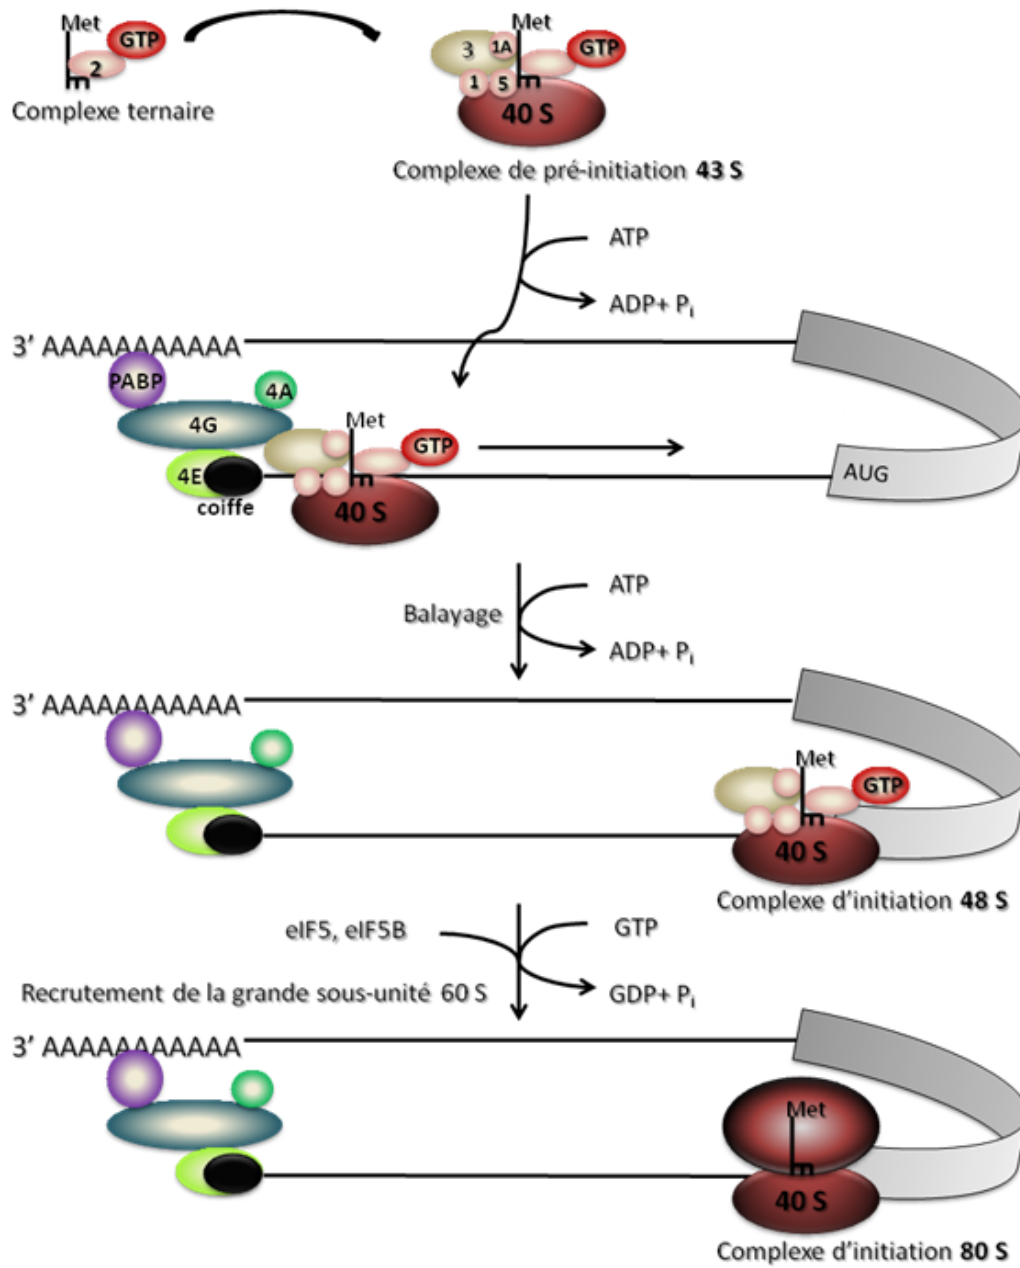 Met
GTP
2
Complexe ternaire
Met
3
1A
GTP
1
5
40 S
Complexe de pré-initiation 43 S
ATP
ADP+ Pi
3' AAAAAAAAAAA
PABP
4A
4G
Met
GTP
4E
coiffe
40 S
AUG
Balayage
ATP
ADP+ Pi
3' AAAAAAAAAAA
Met
GTP
40 S
Complexe d'initiation 48 S
eIF5, eIF5B
GTP
Recrutement de la grande sous-unité 60 S
GDP+ Pi
3' AAAAAAAAAAA
Met
40 S
Complexe d'initiation 80 S